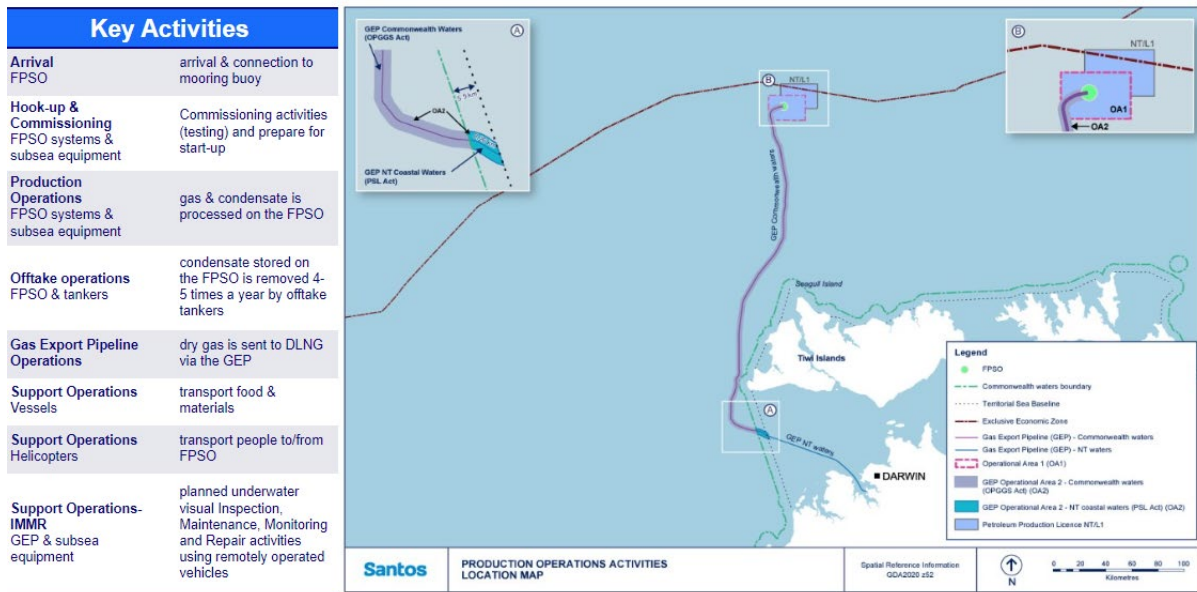 Key Activities
Arrival
FPSO
arrival & connection to
mooring buoy
Hook-up &
Commissioning
FPSO systems &
subsea equipment
Commissioning activities
(testing) and prepare for
start-up
Production
Operations
FPSO systems &
subsea equipment
gas & condensate is
processed on the FPSO
Offtake operations
FPSO & tankers
condensate stored on
the FPSO is removed 4-
5 times a year by offtake
tankers
Gas Export Pipeline
Operations
dry gas is sent to DLNG
via the GEP
Support Operations
Vessels
transport food &
materials
Support Operations
Helicopters
transport people to/from
FPSO
Support Operations-
IMMR
GEP & subsea
equipment
planned underwater
visual Inspection,
Maintenance, Monitoring
and Repair activities
using remotely operated
vehicles
GEP Commonwealth Waters
(OPGGS Act)
A
OA2
GEP NT Coastal Waters
(PSL Act)
B
NT/L1
OA1
OA2
B
NT/L1
GEP Commonwealth waters
Seagull Island
Tiwi Islands
A
GEP NT waters
DARWIN
Legend
FPSO
Commonwealth waters boundary
Territorial Sea Baseline
Exclusive Economic Zone
Gas Export Pipeline (GEP) - Commonwealth waters
Gas Export Pipeline (GEP) - NT waters
Operational Area 1 (OA1)
GEP Operational Area 2 - Commonwealth waters
(OPGGS Act) (OA2)
GEP Operational Area 2 - NT coastal waters (PSL Act) (OA2)
Petroleum Production Licence NT/L1
Santos
PRODUCTION OPERATIONS ACTIVITIES
LOCATION MAP
Spatial Reference Information
GDA2020 z52
N
0 20 40 60 80 100
Kilometres